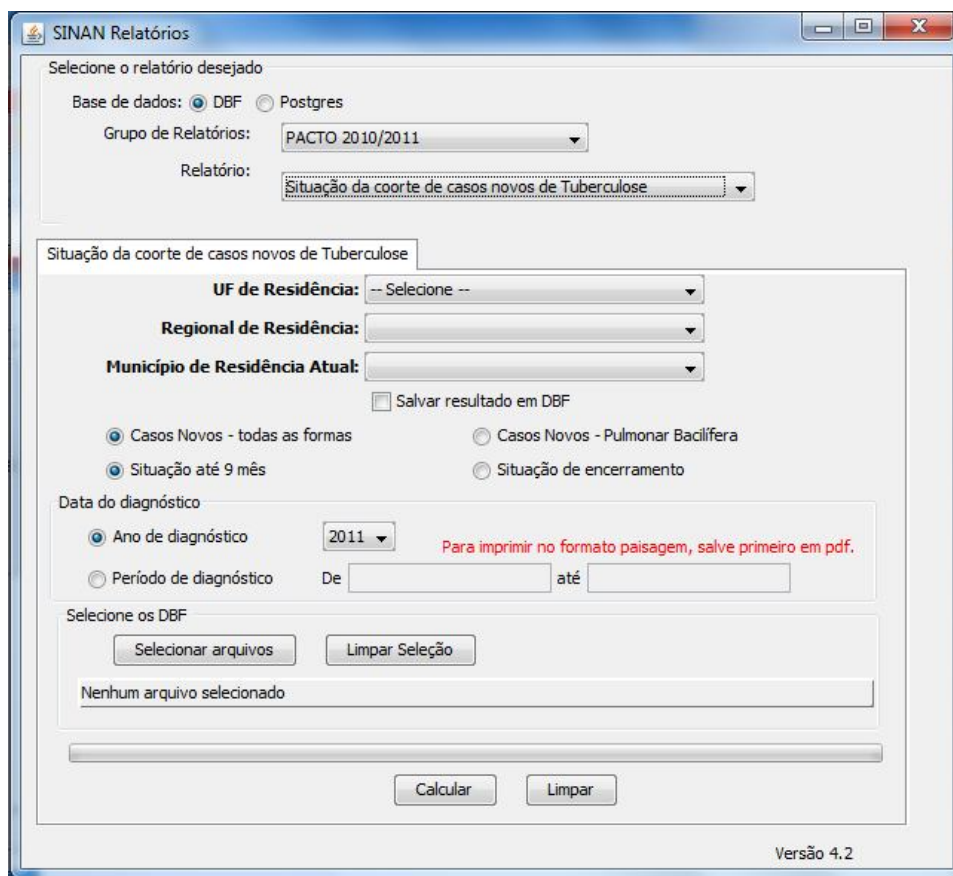 SINAN Relatórios
Selecione o relatório desejado
Base de dados: DBF Postgres
Grupo de Relatórios: PACTO 2010/2011
Relatório: Situação da coorte de casos novos de Tuberculose
Situação da coorte de casos novos de Tuberculose
UF de Residência: -- Selecione --
Regional de Residência:
Município de Residência Atual:
Salvar resultado em DBF
Casos Novos - todas as formas Casos Novos - Pulmonar Bacilífera
Situação até 9 mês Situação de encerramento
Data do diagnóstico
Ano de diagnóstico 2011 Para imprimir no formato paisagem, salve primeiro em pdf.
Período de diagnóstico De até
Selecione os DBF
Selecionar arquivos Limpar Seleção
Nenhum arquivo selecionado
Calcular Limpar
Versão 4.2